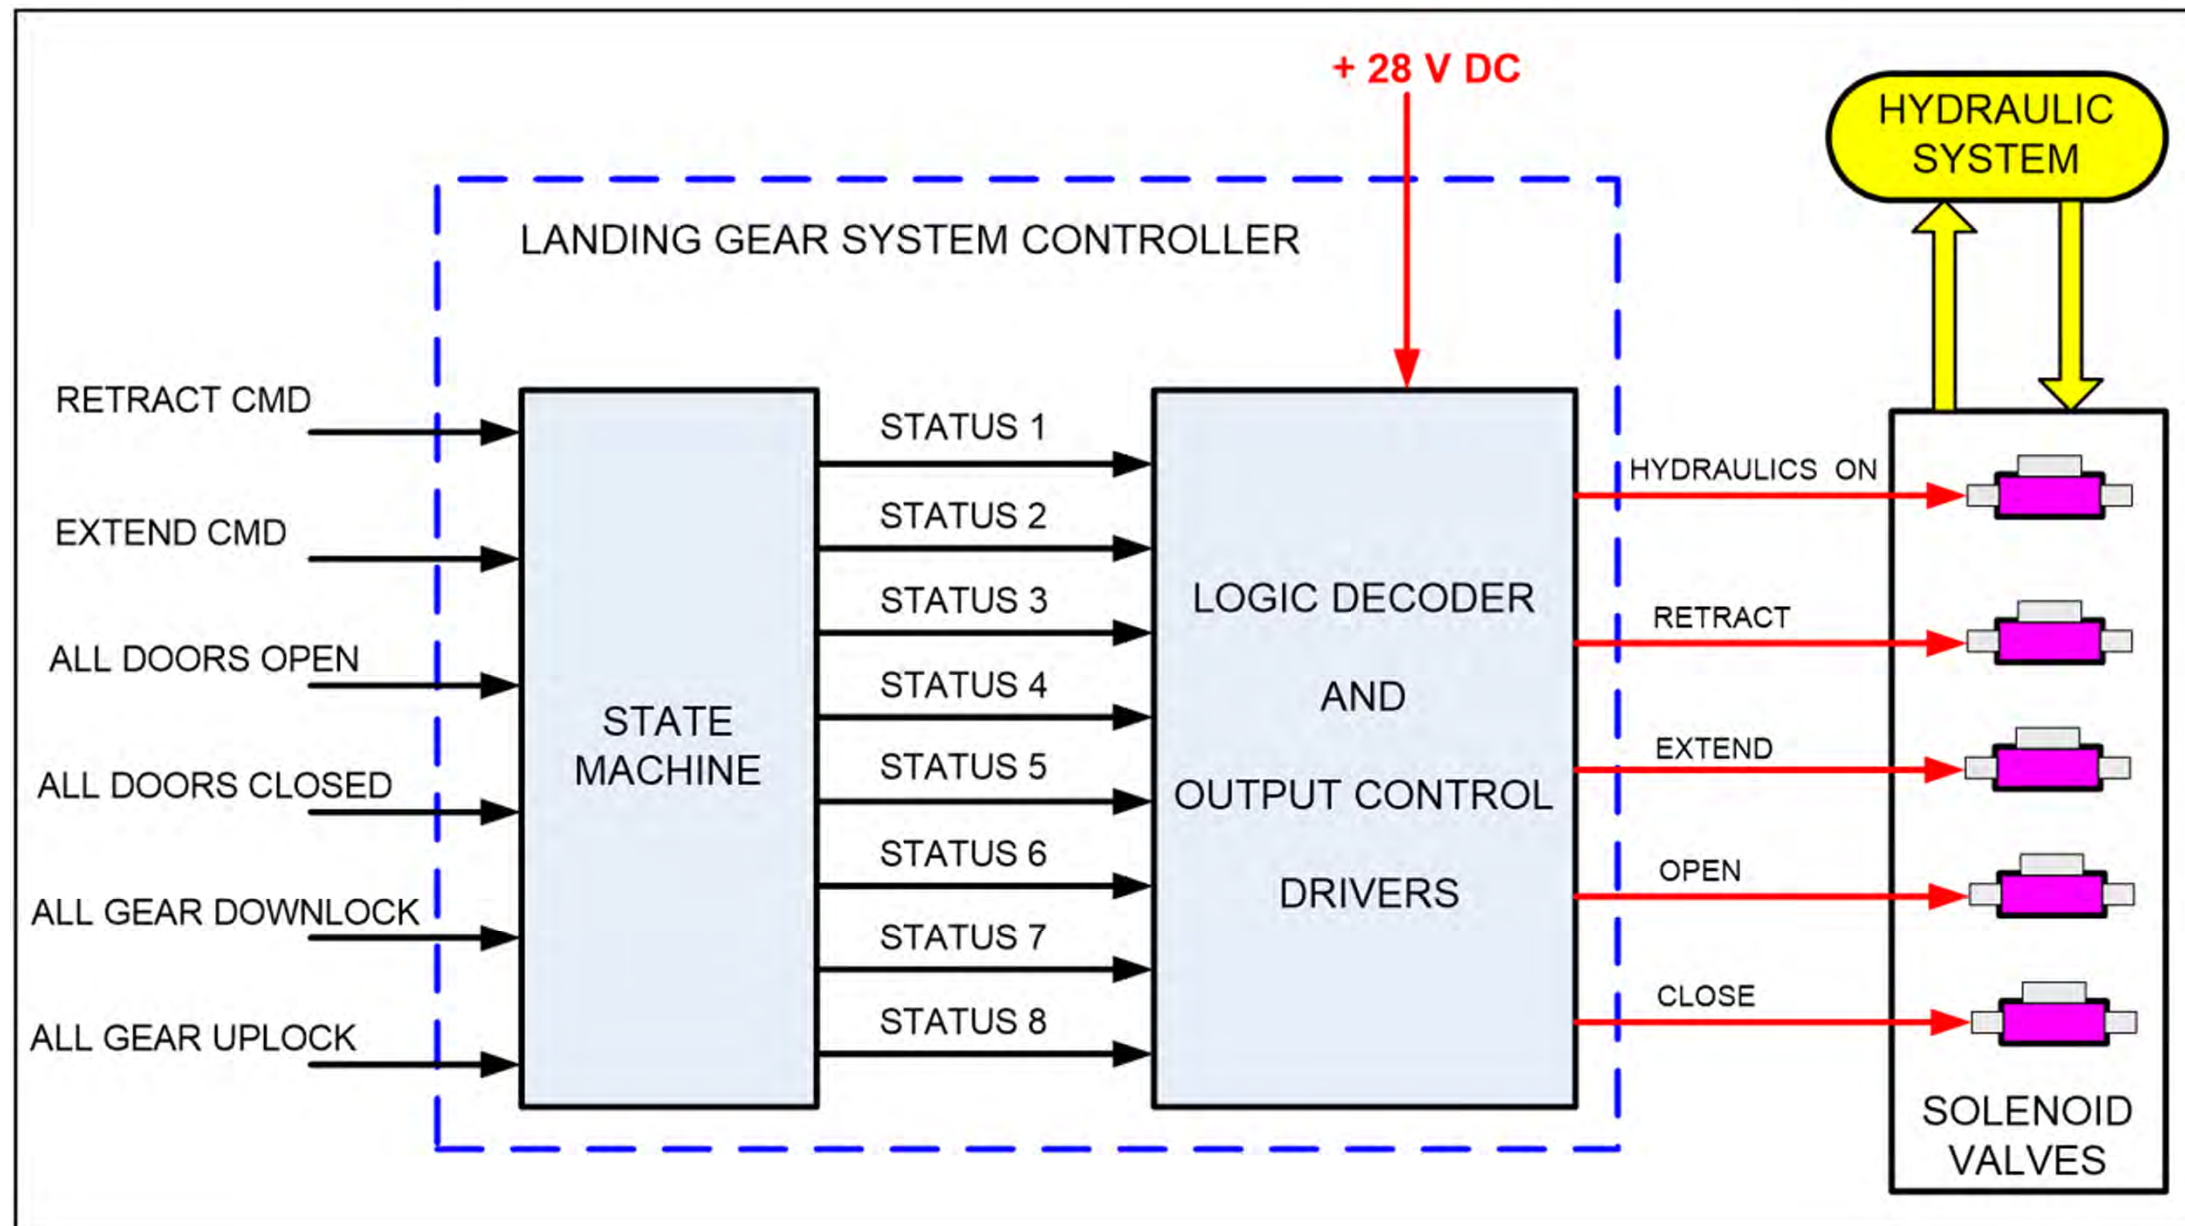 + 28 V DC
HYDRAULIC
SYSTEM
LANDING GEAR SYSTEM CONTROLLER
RETRACT CMD
EXTEND CMD
ALL DOORS OPEN
ALL DOORS CLOSED
ALL GEAR DOWNLOCK
ALL GEAR UPLOCK
STATE
MACHINE
STATUS 1
STATUS 2
STATUS 3
STATUS 4
STATUS 5
STATUS 6
STATUS 7
STATUS 8
LOGIC DECODER
AND
OUTPUT CONTROL
DRIVERS
HYDRAULICS ON
RETRACT
EXTEND
OPEN
CLOSE
SOLENOID
VALVES